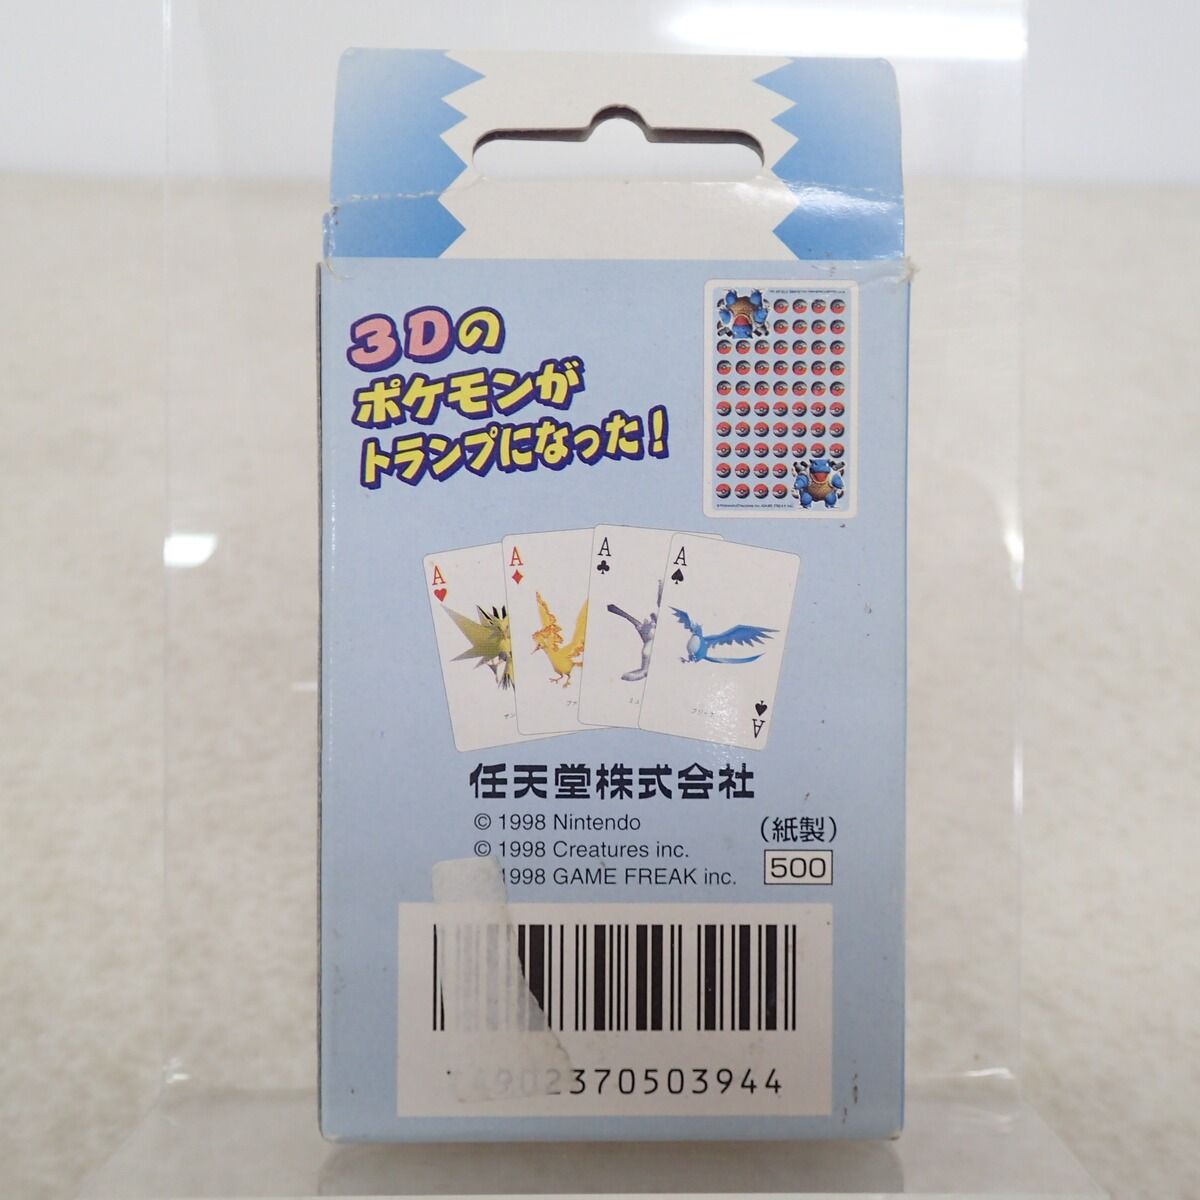 3Dの
ポケモンが
トランプになった!
A
A
A
A
A
任天堂株式会社
© 1998 Nintendo
© 1998 Creatures inc.
1998 GAME FREAK inc.
(紙製)
500
4902370503944